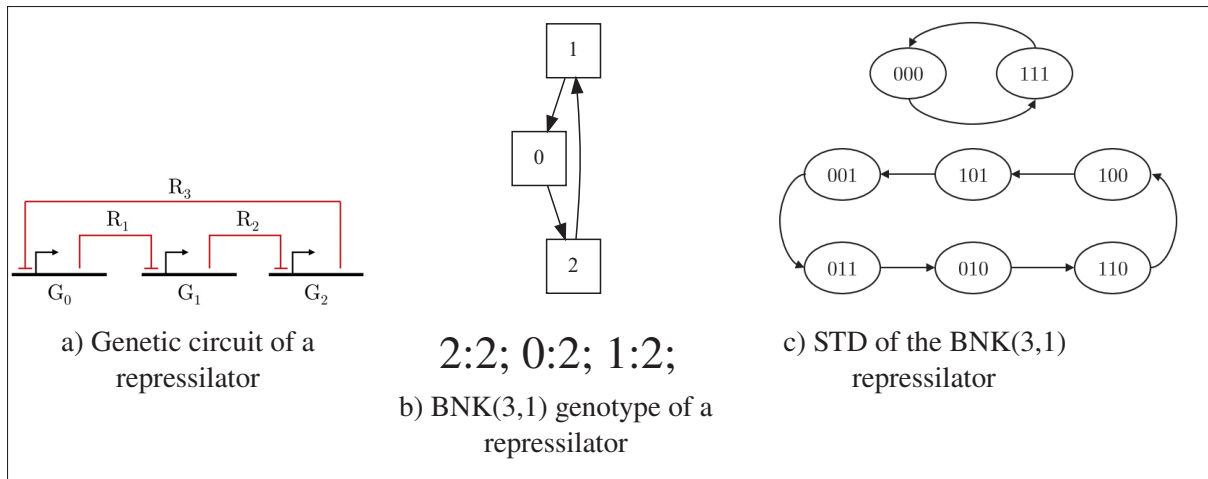 R₃
R₁ R₂
G₀ G₁ G₂
a) Genetic circuit of a
repressilator
1
0
2
2:2; 0:2; 1:2;
b) BNK(3,1) genotype of a
repressilator
000 111
001 101 100
011 010 110
c) STD of the BNK(3,1)
repressilator